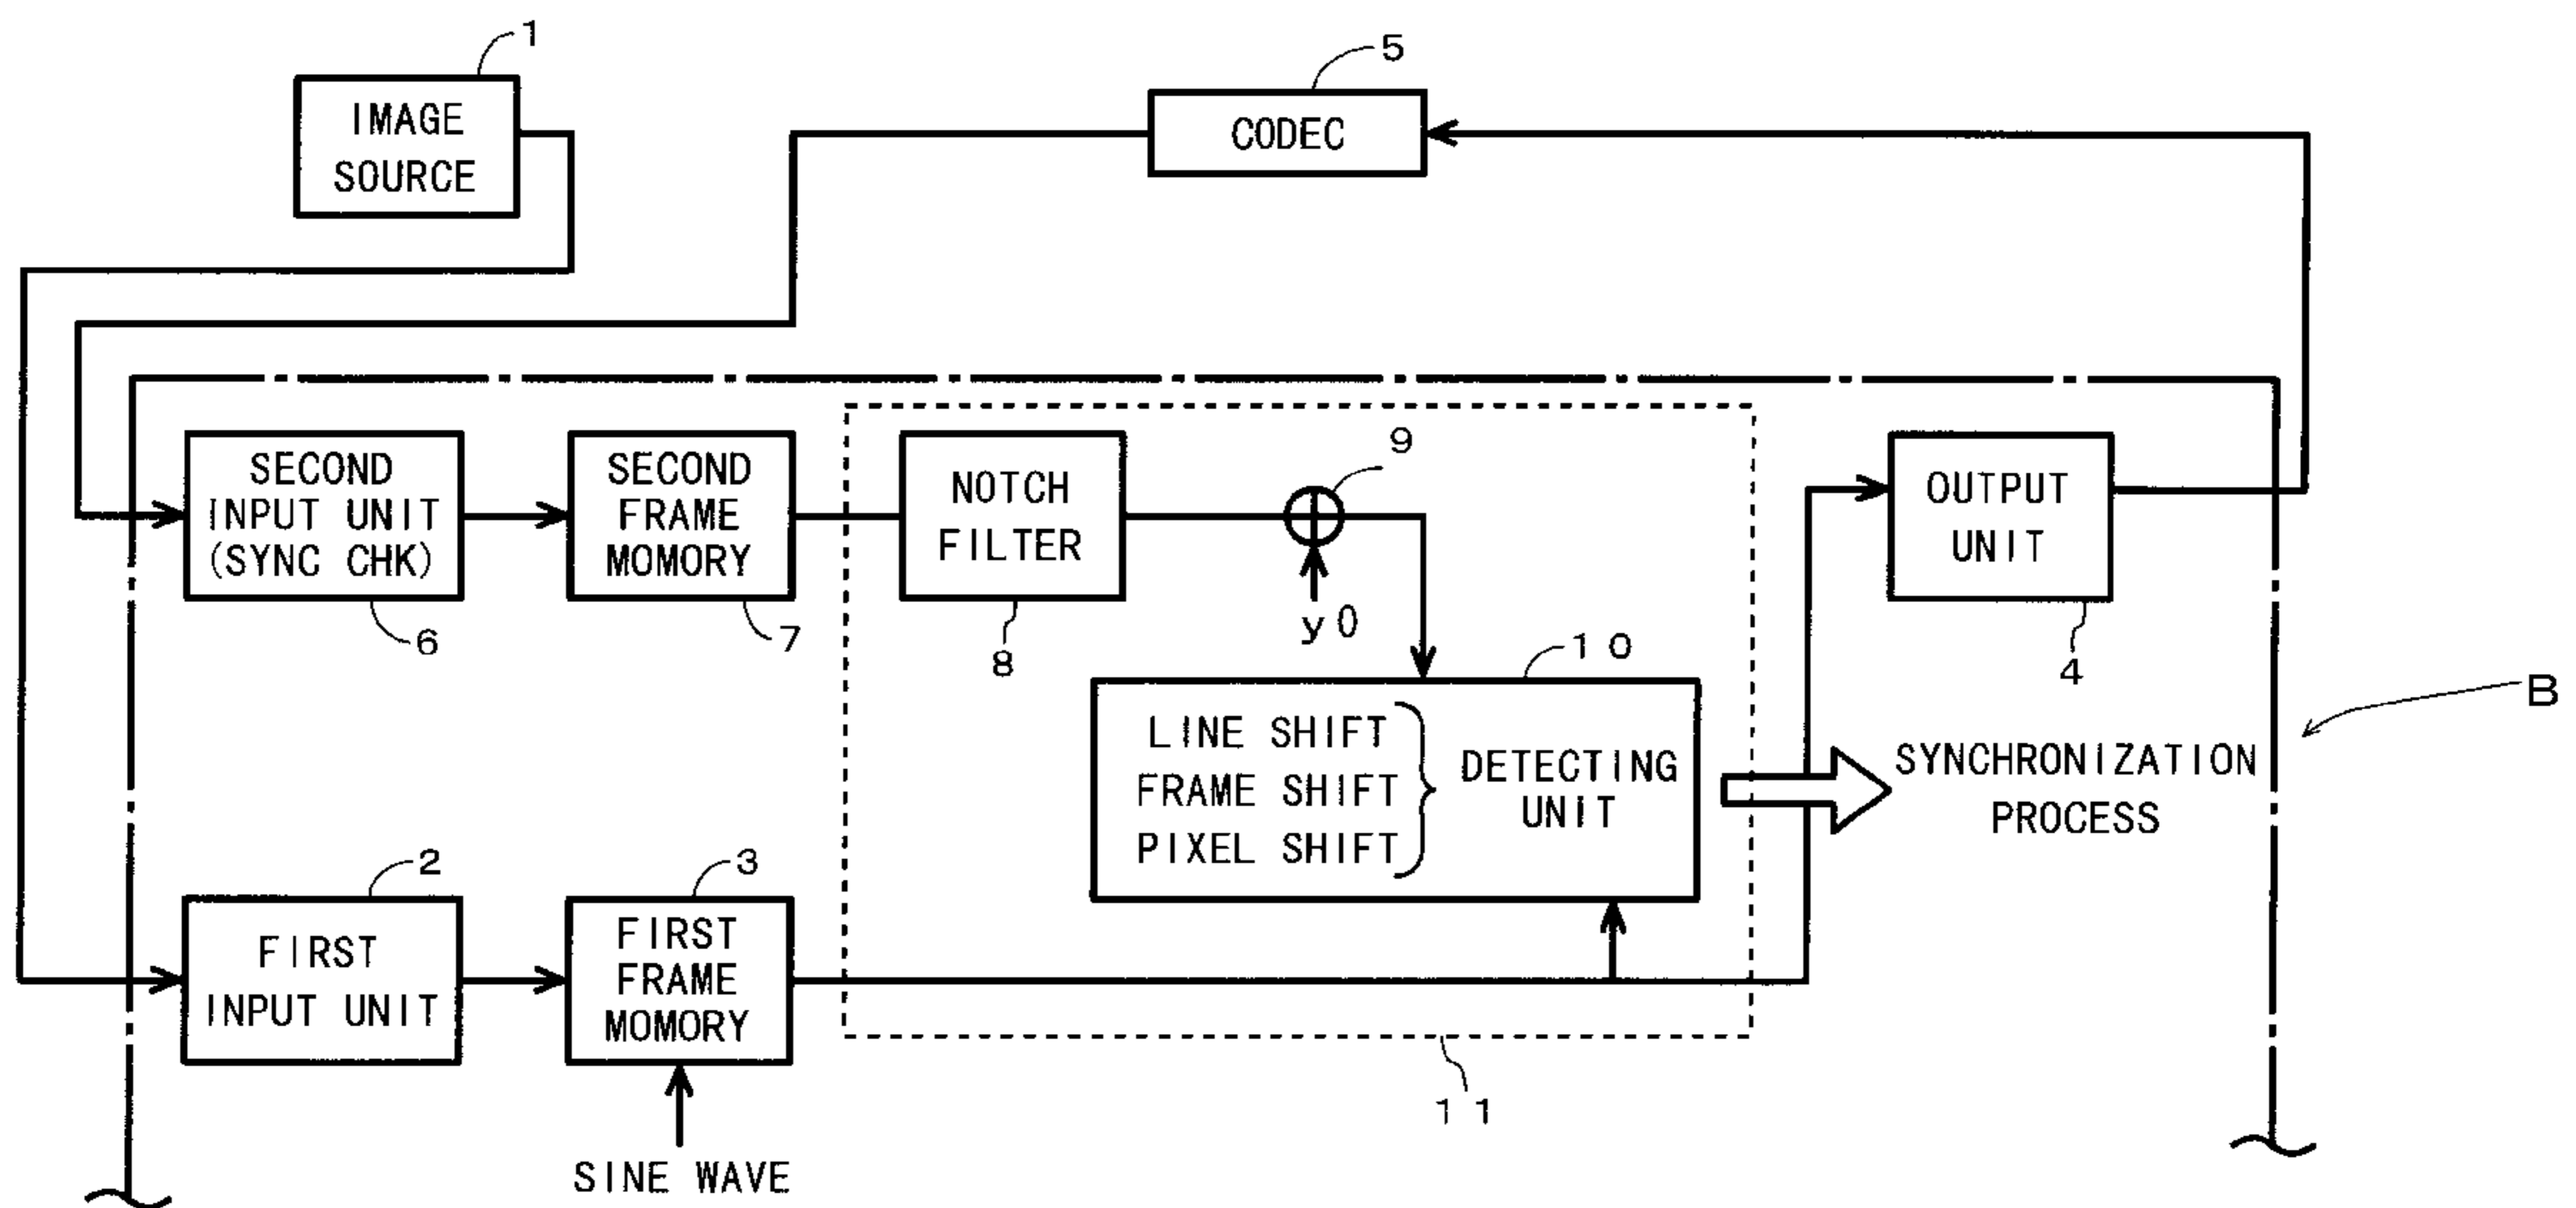 1
IMAGE
SOURCE
5
CODEC
SECOND
INPUT UNIT
(SYNC CHK)
6
SECOND
FRAME
MOMORY
7
NOTCH
FILTER
8
9
y0
OUTPUT
UNIT
4
10
LINE SHIFT
FRAME SHIFT
PIXEL SHIFT
DETECTING
UNIT
SYNCHRONIZATION
PROCESS
B
2
FIRST
INPUT UNIT
3
FIRST
FRAME
MOMORY
SINE WAVE
11